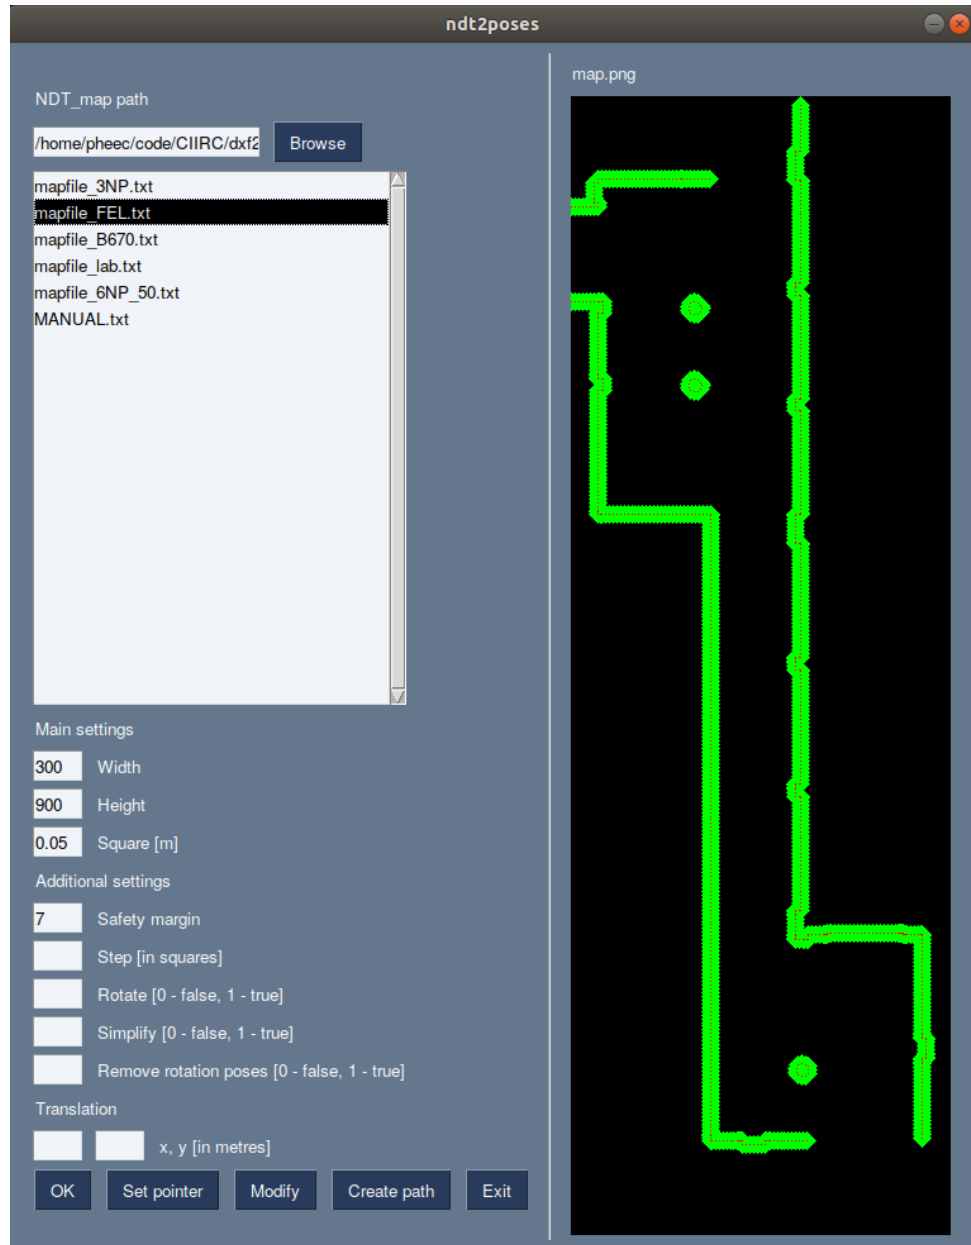 ndt2poses
NDT_map path
/home/pheec/code/CIIRC/dxf2
Browse
mapfile_3NP.txt
mapfile_FEL.txt
mapfile_B670.txt
mapfile_lab.txt
mapfile_6NP_50.txt
MANUAL.txt
Main settings
300 Width
900 Height
0.05 Square [m]
Additional settings
7 Safety margin
Step [in squares]
Rotate [0 - false, 1 - true]
Simplify [0 - false, 1 - true]
Remove rotation poses [0 - false, 1 - true]
Translation
x, y [in metres]
OK Set pointer Modify Create path Exit
map.png